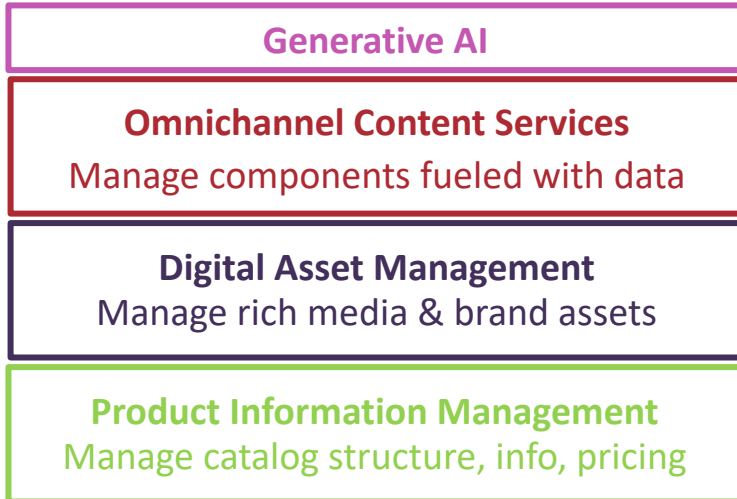 Generative AI
Omnichannel Content Services
Manage components fueled with data
Digital Asset Management
Manage rich media & brand assets
Product Information Management
Manage catalog structure, info, pricing